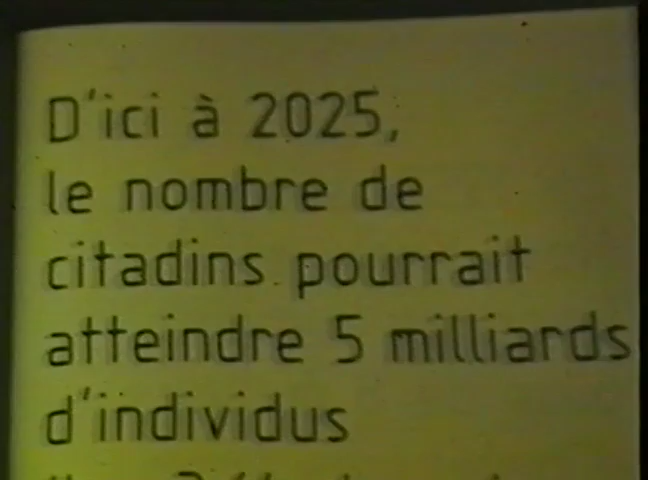 D'ici à 2025,
le nombre de
citadins pourrait
atteindre 5 milliards
d'individus